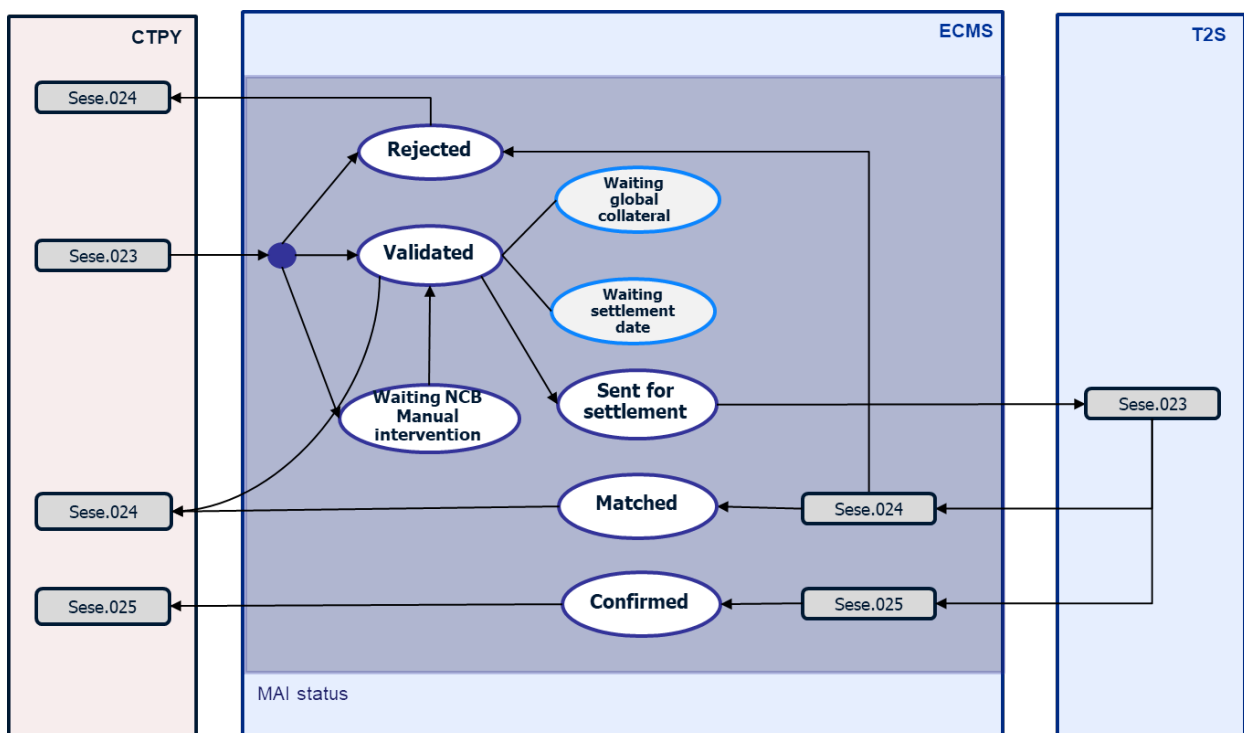 CTPY
ECMS
T2S
Sese.024
Rejected
Waiting
global
collateral
Sese.023
Validated
Waiting
settlement
date
Waiting NCB
Manual
intervention
Sent for
settlement
Sese.023
Sese.024
Matched
Sese.024
Sese.025
Confirmed
Sese.025
MAI status